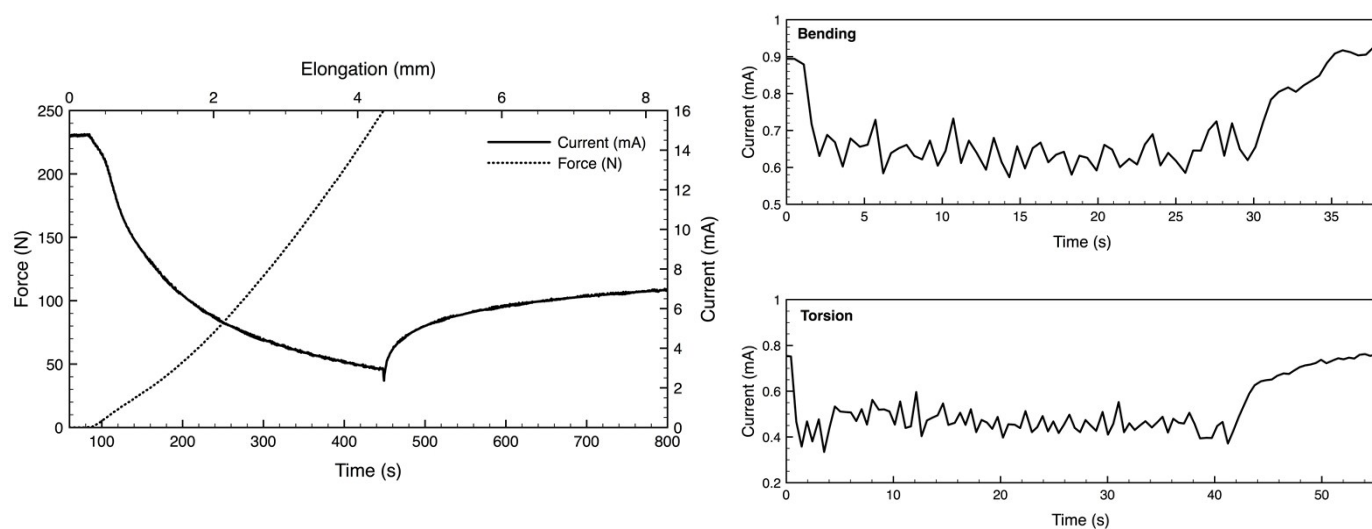 Elongation (mm)
0 2 4 6 8
250 200 150 100 50 0
Force (N)
Current (mA)
Force (N)
16 14 12 10 8 7 6 4 3 2 0
Current (mA)
100 200 300 400 500 600 700 800
Time (s)
Bending
1 0.9 0.7 0.6 0.5
Current (mA)
0 5 10 15 20 25 30 35
Time (s)
Torsion
1 0.8 0.6 0.4 0.2
Current (mA)
0 10 20 30 40 50
Time (s)